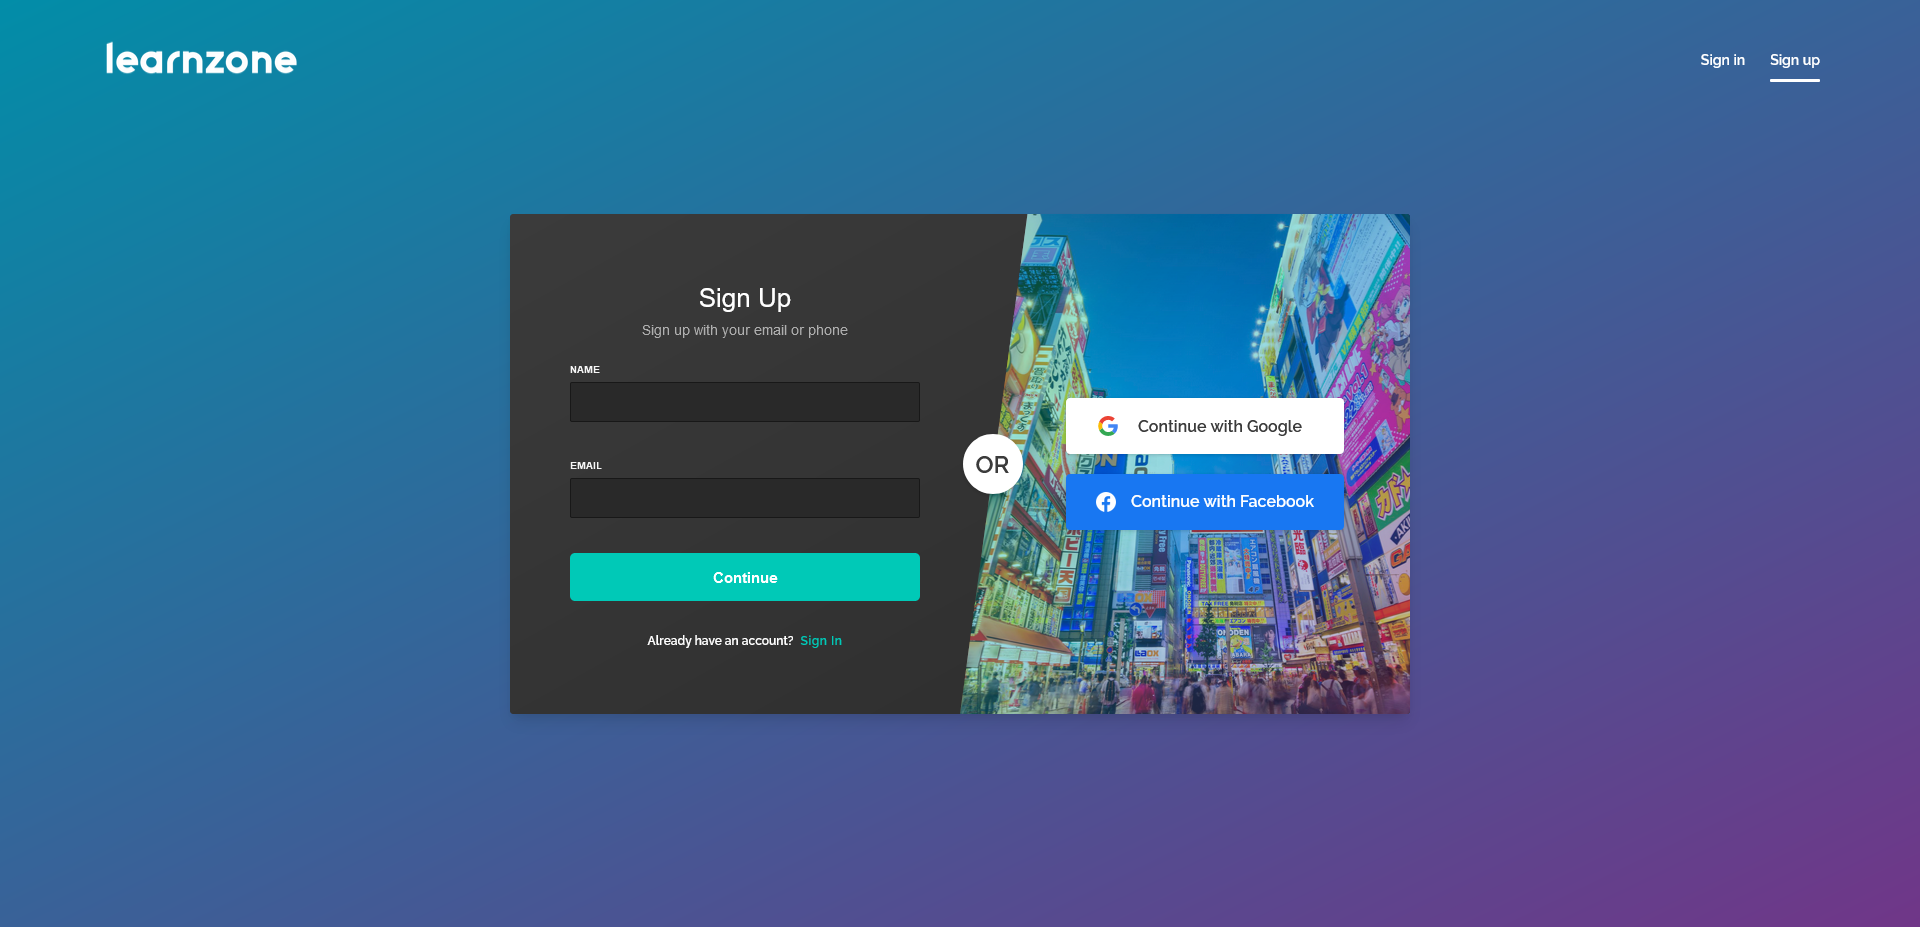 learnzone
Sign in
Sign up
Sign Up
Sign up with your email or phone
NAME
EMAIL
Continue
Already have an account? Sign In
OR
Continue with Google
Continue with Facebook